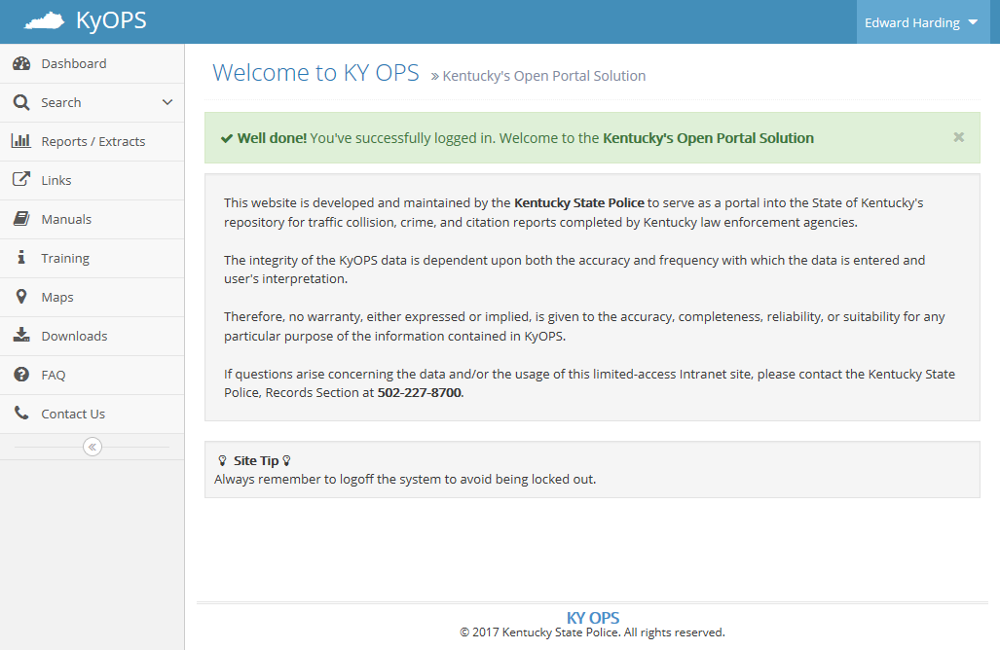 KyOPS
Edward Harding
Dashboard
Search
Reports / Extracts
Links
Manuals
Training
Maps
Downloads
FAQ
Contact Us
Welcome to KY OPS » Kentucky's Open Portal Solution
Well done! You've successfully logged in. Welcome to the Kentucky's Open Portal Solution
This website is developed and maintained by the Kentucky State Police to serve as a portal into the State of Kentucky's
repository for traffic collision, crime, and citation reports completed by Kentucky law enforcement agencies.
The integrity of the KyOPS data is dependent upon both the accuracy and frequency with which the data is entered and
user's interpretation.
Therefore, no warranty, either expressed or implied, is given to the accuracy, completeness, reliability, or suitability for any
particular purpose of the information contained in KyOPS.
If questions arise concerning the data and/or the usage of this limited-access Intranet site, please contact the Kentucky State
Police, Records Section at 502-227-8700.
Site Tip
Always remember to logoff the system to avoid being locked out.
KY OPS
© 2017 Kentucky State Police. All rights reserved.